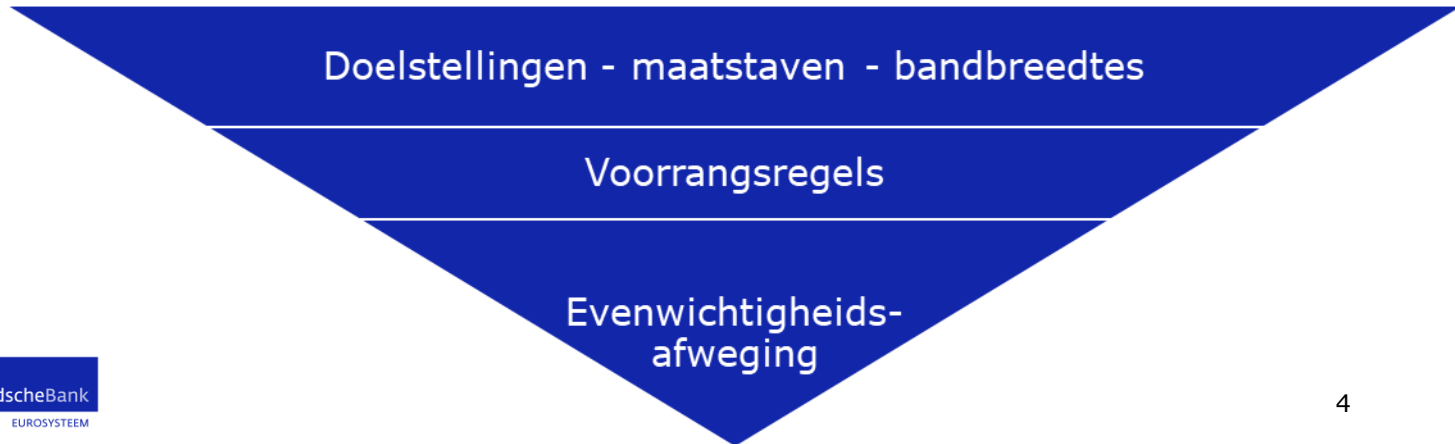 Doelstellingen - maatstaven - bandbreedtes
Voorrangsregels
Evenwichtigheids-
afweging
dscheBank
EUROSYSTEEM
4